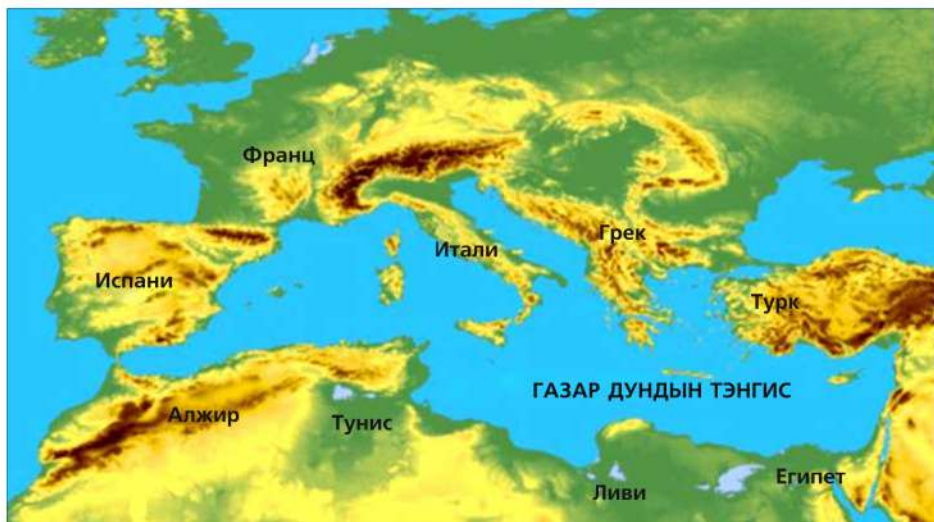 Франц
Итали
Грек
Испани
Турк
ГАЗАР ДУНДЫН ТЭНГИС
Алжир
Тунис
Египет
Ливи